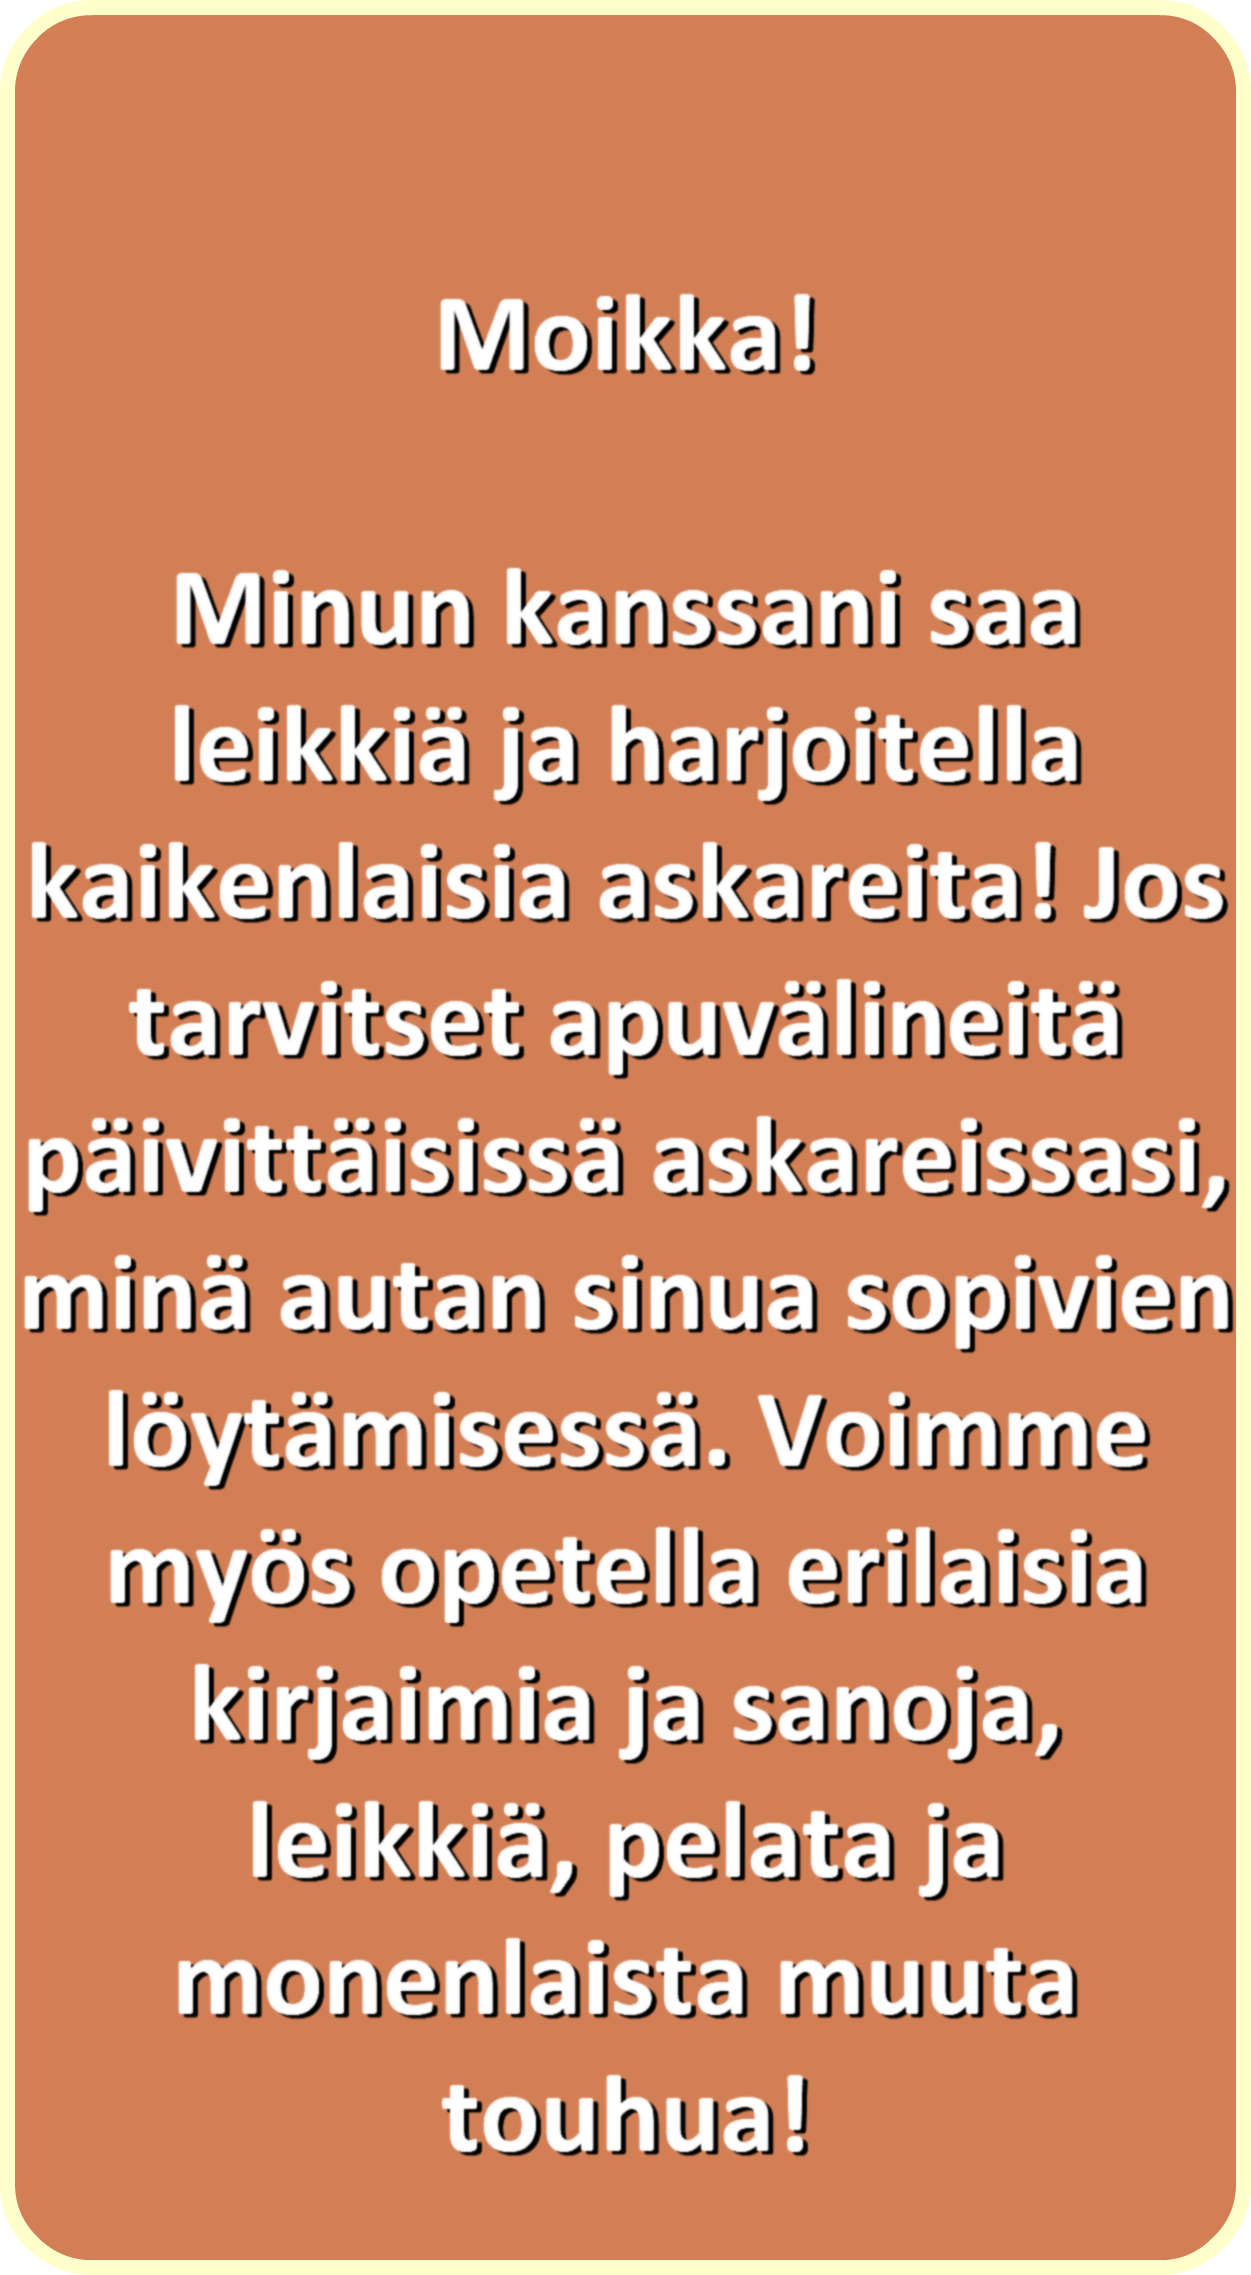 Moikka!
Minun kanssani saa
leikkiä ja harjoitella
kaikenlaisia askareita! Jos
tarvitset apuvälineitä
päivittäisissä askareissasi,
minä autan sinua sopivien
löytämisessä. Voimme
myös opetella erilaisia
kirjaimia ja sanoja,
leikkiä, pelata ja
monenlaista muuta
touhua!